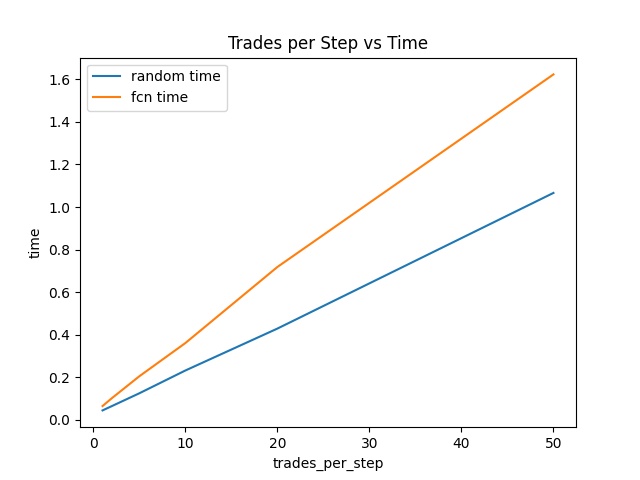 Trades per Step vs Time
random time
fcn time
time
1.6
1.4
1.2
1.0
0.8
0.6
0.4
0.2
0.0
0 10 20 30 40 50
trades_per_step